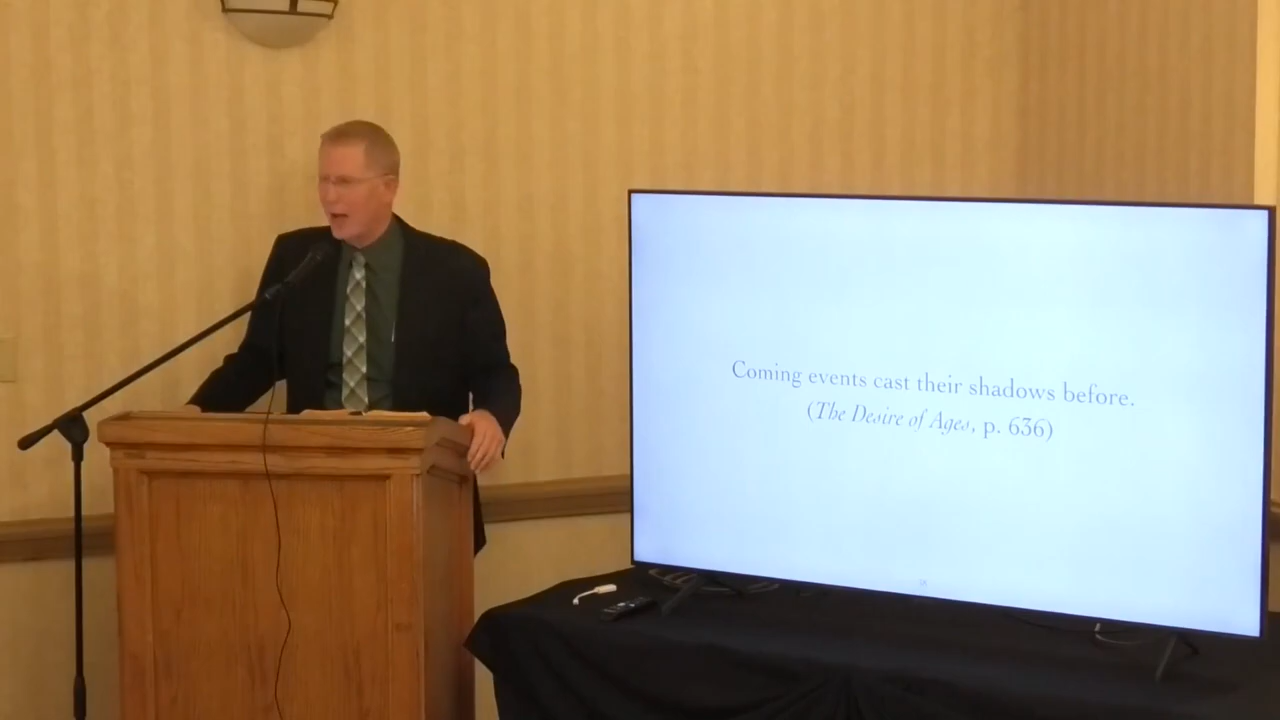 Coming events cast their shadows before.
(The Desire of Ages, p. 636)